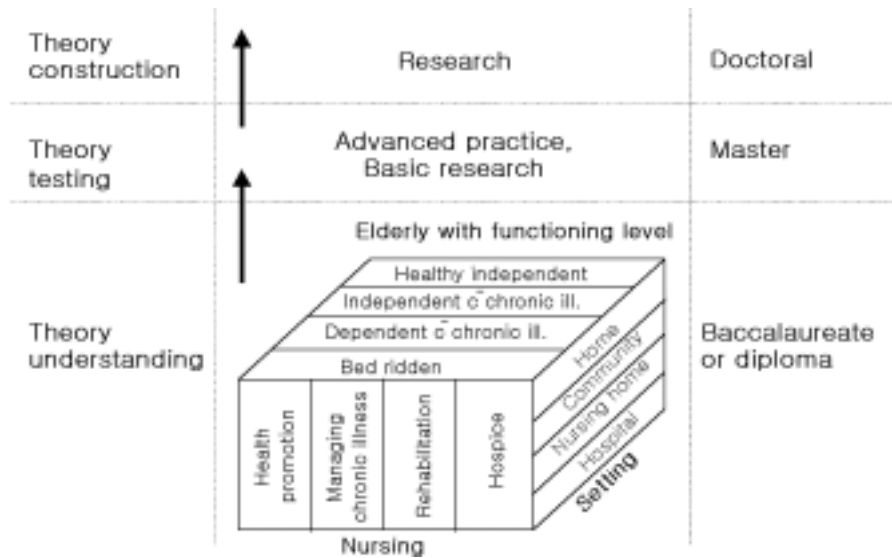 Theory
construction
Research
Doctoral
Theory
testing
Advanced practice,
Basic research
Master
Elderly with functioning level
Healthy independent
Independent c̄ chronic ill.
Dependent c̄ chronic ill.
Bed ridden
Theory
understanding
Home
Community
Nursing home
Hospital
Setting
Baccalaureate
or diploma
Health
promotion
Managing
chronic illness
Rehabilitation
Hospice
Nursing